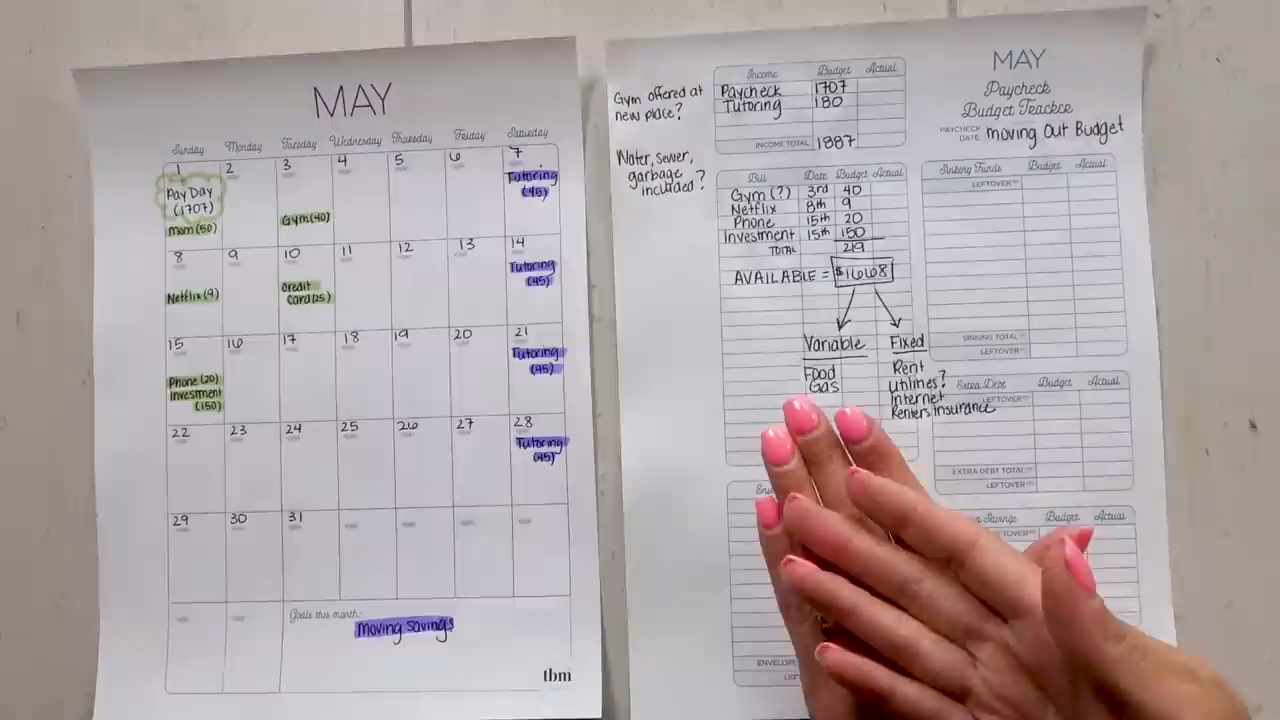 MAY
Sunday Monday Tuesday Wednesday Thursday Friday Saturday
1 2 3 4 5 6 7
Pay Day
(1707)
mom (50)
Gym (40)
Tutoring
(45)
8 9 10 11 12 13 14
Netflix (9)
Credit
Card (25)
Tutoring
(45)
15 16 17 18 19 20 21
Phone (20)
Investment
(150)
Tutoring
(45)
22 23 24 25 26 27 28
Tutoring
(45)
29 30 31
Goals this month:
Moving Savings
tbm
Gym offered at
new place?
Water, sewer,
garbage
included?
Income Budget Actual
Paycheck 1707
Tutoring 180
INCOME TOTAL 1887
Bill Date Budget Actual
Gym (?) 3rd 40
Netflix 8th 9
Phone 15th 20
Investment 15th 150
TOTAL 219
AVAILABLE = $1668
Variable
Food
Gas
Fixed
Rent
Utilities?
Internet
Renters Insurance
ENVELOPE
MAY
Paycheck
Budget Tracker
PAYCHECK
DATE
Moving Out Budget
Sinking Funds Budget Actual
LEFTOVER
SINKING TOTAL
LEFTOVER
Extra Debt Budget Actual
LEFTOVER
EXTRA DEBT TOTAL
LEFTOVER
Savings Budget Actual